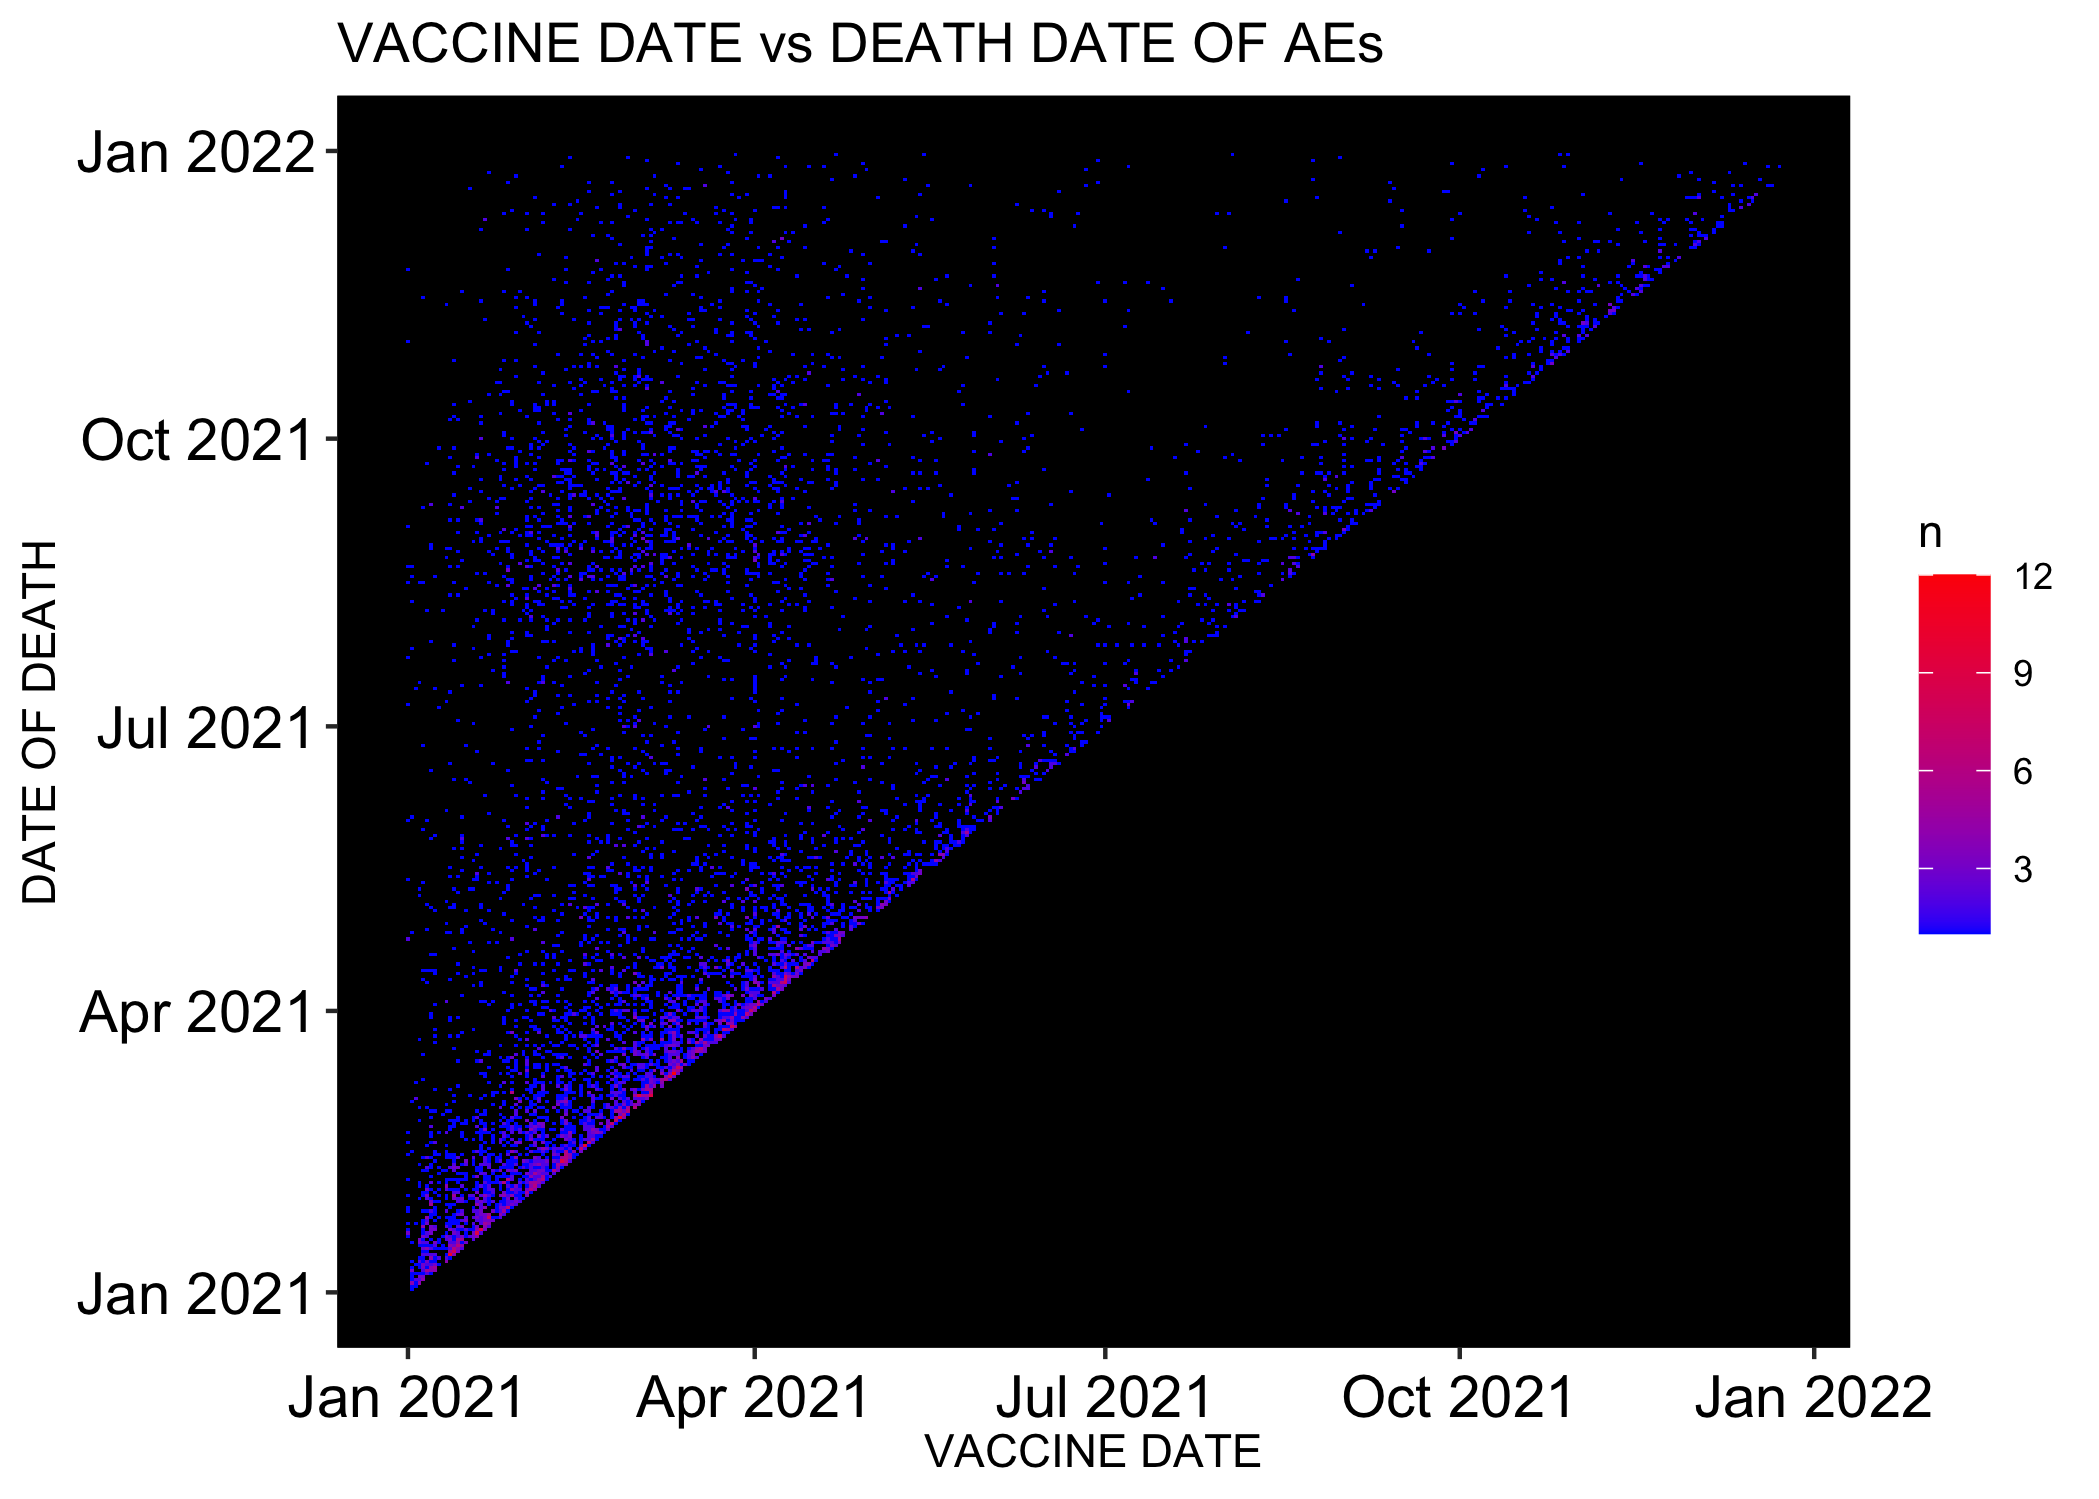 VACCINE DATE vs DEATH DATE OF AEs
DATE OF DEATH
Jan 2022
Oct 2021
Jul 2021
Apr 2021
Jan 2021
Jan 2021
Apr 2021
Jul 2021
Oct 2021
Jan 2022
VACCINE DATE
n
12
9
6
3